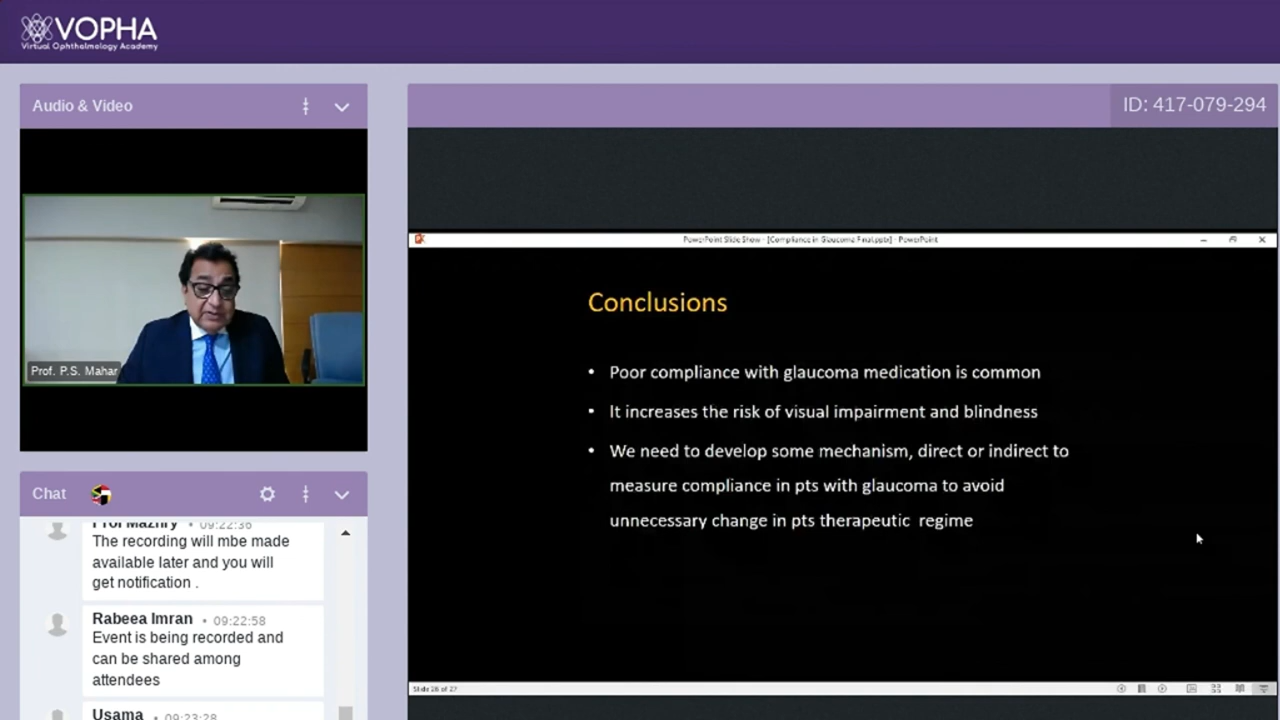 VOPHA
Virtual Ophthalmology Academy
Audio & Video
ID: 417-079-294
Prof. P.S. Mahar
PowerPoint Slide Show - [Compliance in Glaucoma Final.pptx] - PowerPoint
Conclusions
• Poor compliance with glaucoma medication is common
• It increases the risk of visual impairment and blindness
• We need to develop some mechanism, direct or indirect to
measure compliance in pts with glaucoma to avoid
unnecessary change in pts therapeutic regime
Slide 26 of 27
Chat
Prof Mazhry • 09:22:36
The recording will mbe made
available later and you will
get notification .
Rabeea Imran • 09:22:58
Event is being recorded and
can be shared among
attendees
Usama • 09:23:28